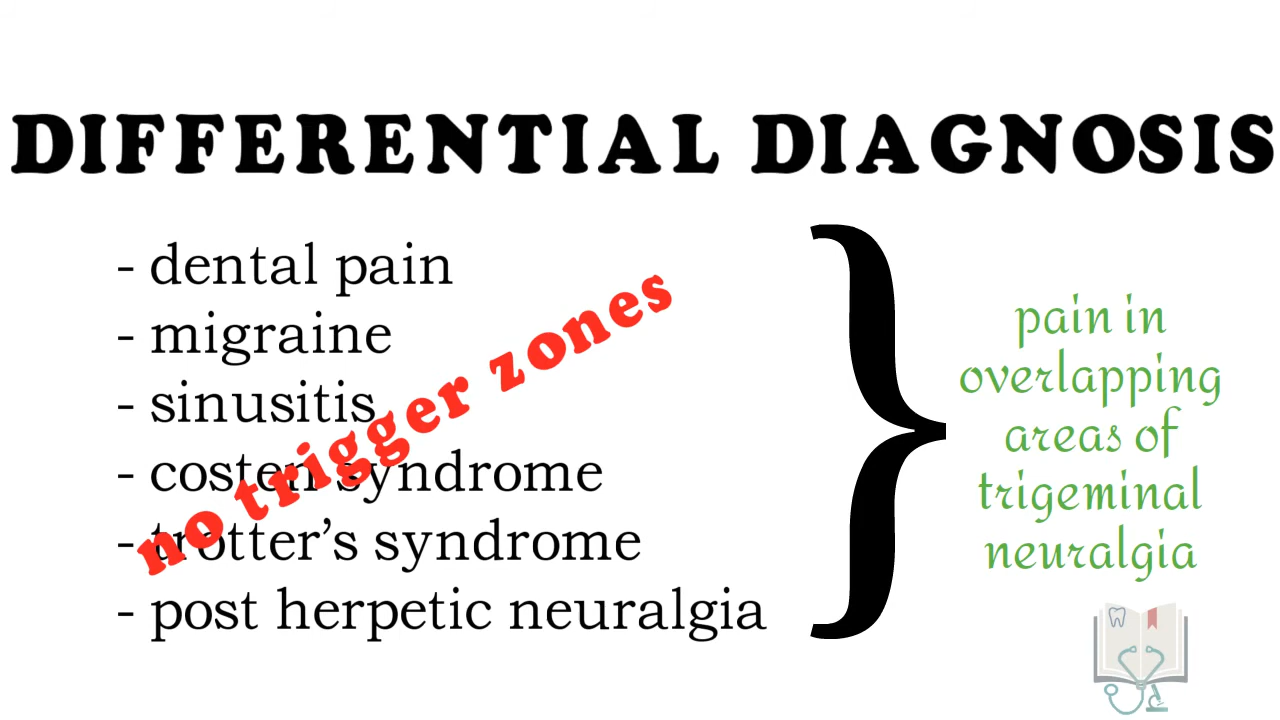 DIFFERENTIAL DIAGNOSIS
- dental pain
- migraine
- sinusitis
- costen syndrome
- trotter's syndrome
- post herpetic neuralgia
no trigger zones
pain in
overlapping
areas of
trigeminal
neuralgia